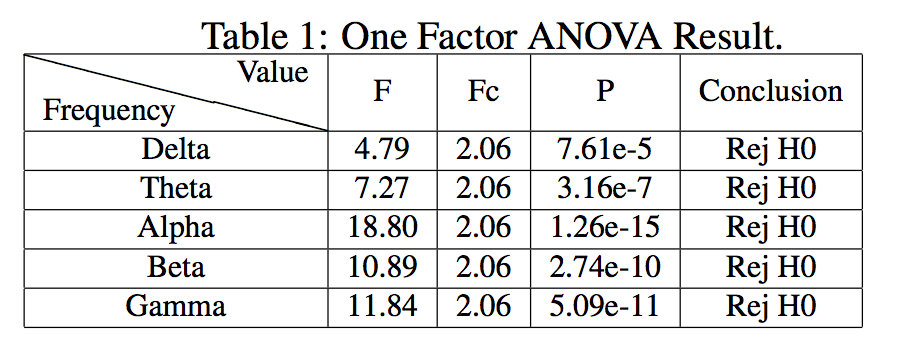 Table 1: One Factor ANOVA Result.
Value
Frequency F Fc P Conclusion
Delta 4.79 2.06 7.61e-5 Rej H0
Theta 7.27 2.06 3.16e-7 Rej H0
Alpha 18.80 2.06 1.26e-15 Rej H0
Beta 10.89 2.06 2.74e-10 Rej H0
Gamma 11.84 2.06 5.09e-11 Rej H0